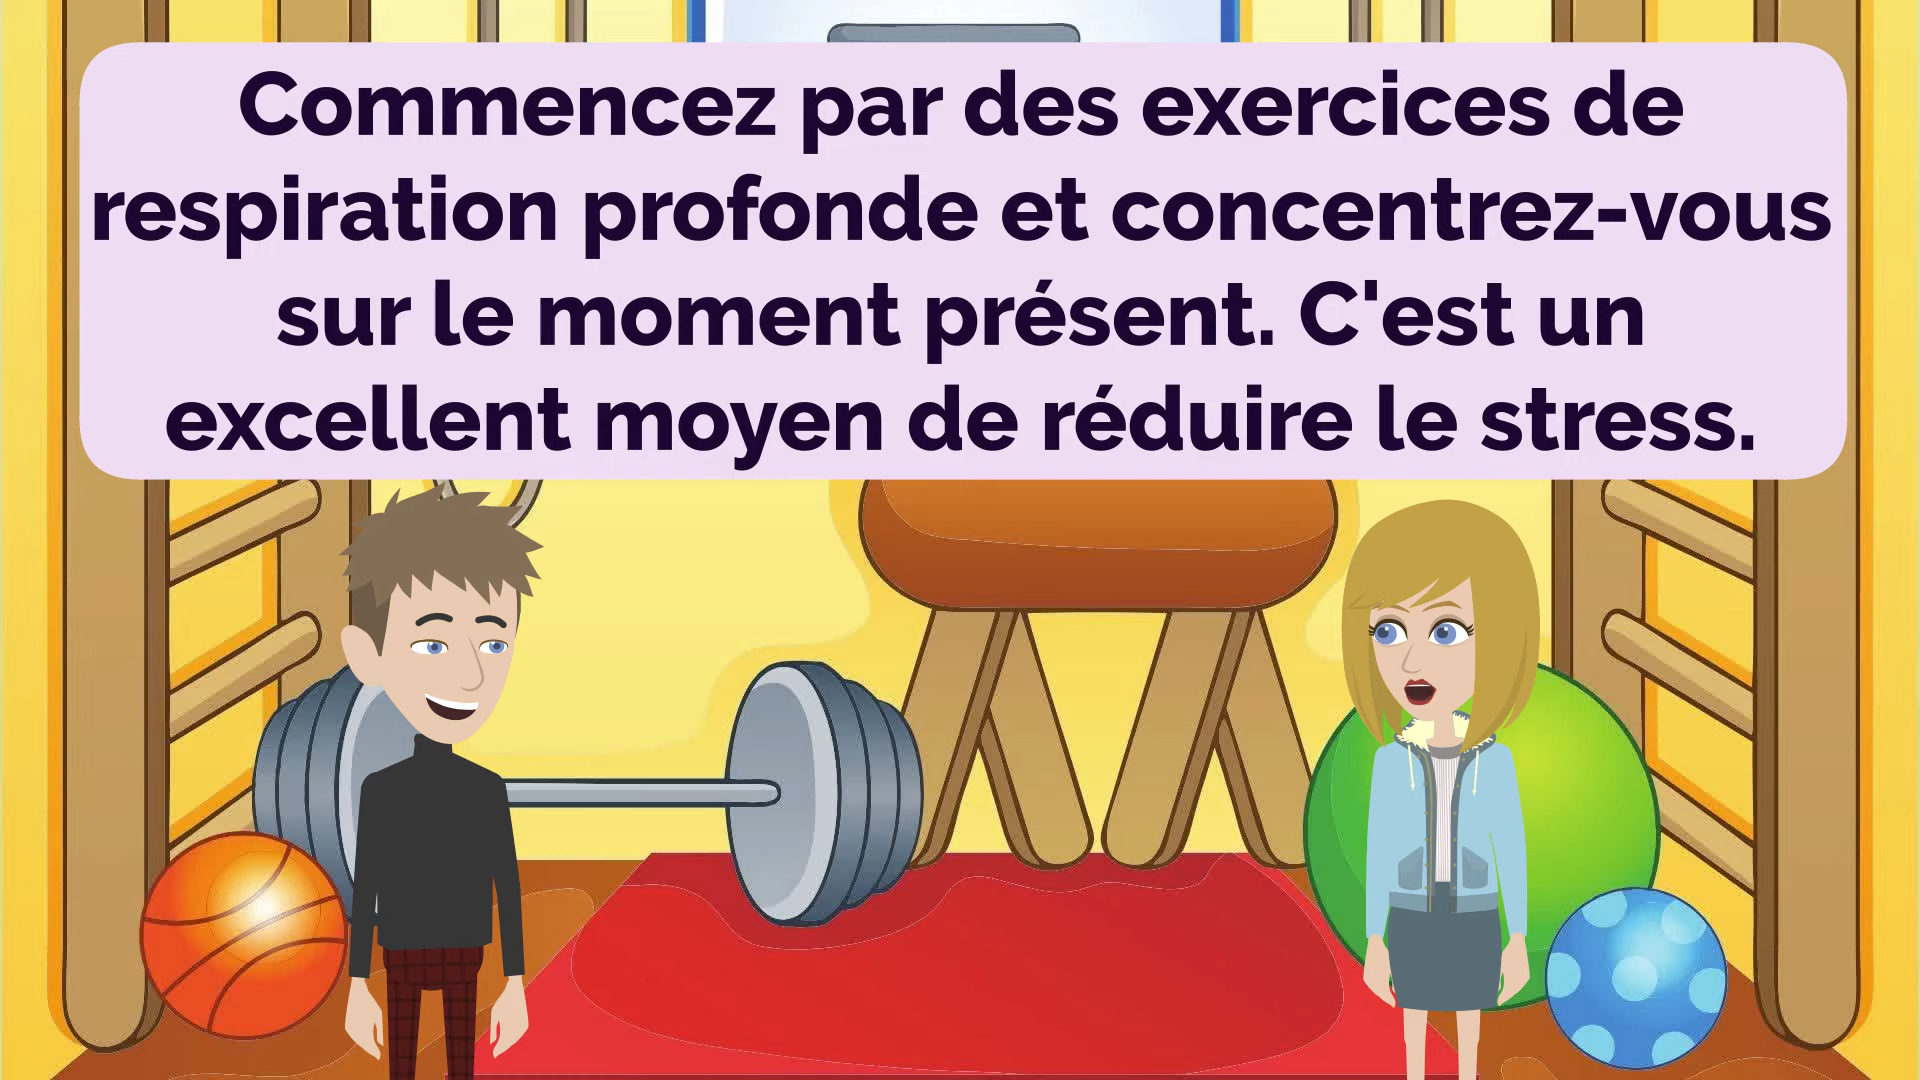 Commencez par des exercices de
respiration profonde et concentrez-vous
sur le moment présent. C'est un
excellent moyen de réduire le stress.